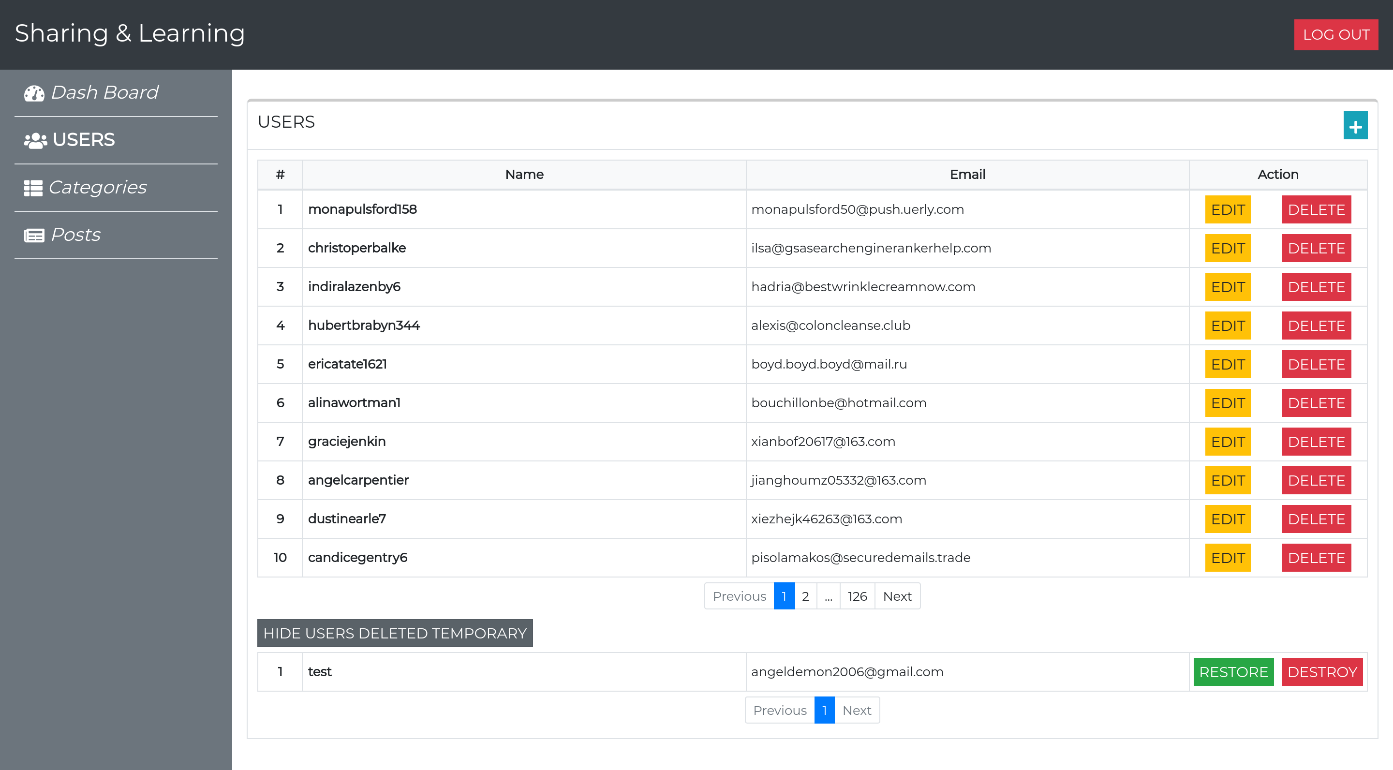 Sharing & Learning
LOG OUT
Dash Board
USERS
Categories
Posts
USERS
+
# Name Email Action
1 monapulsford158 monapulsford50@push.uerly.com EDIT DELETE
2 christoperbalke ilsa@gsasearchenginerankerhelp.com EDIT DELETE
3 indiralazenby6 hadria@bestwrinklecreamnow.com EDIT DELETE
4 hubertbrabyn344 alexis@coloncleanse.club EDIT DELETE
5 ericatate1621 boyd.boyd.boyd@mail.ru EDIT DELETE
6 alinawortman1 bouchillonbe@hotmail.com EDIT DELETE
7 graciejenkin xianbof20617@163.com EDIT DELETE
8 angelcarpentier jianghoumz05332@163.com EDIT DELETE
9 dustinearle7 xiezhejk46263@163.com EDIT DELETE
10 candicegentry6 pisolamakos@securedemails.trade EDIT DELETE
Previous 1 2 ... 126 Next
HIDE USERS DELETED TEMPORARY
1 test angeldemon2006@gmail.com RESTORE DESTROY
Previous 1 Next